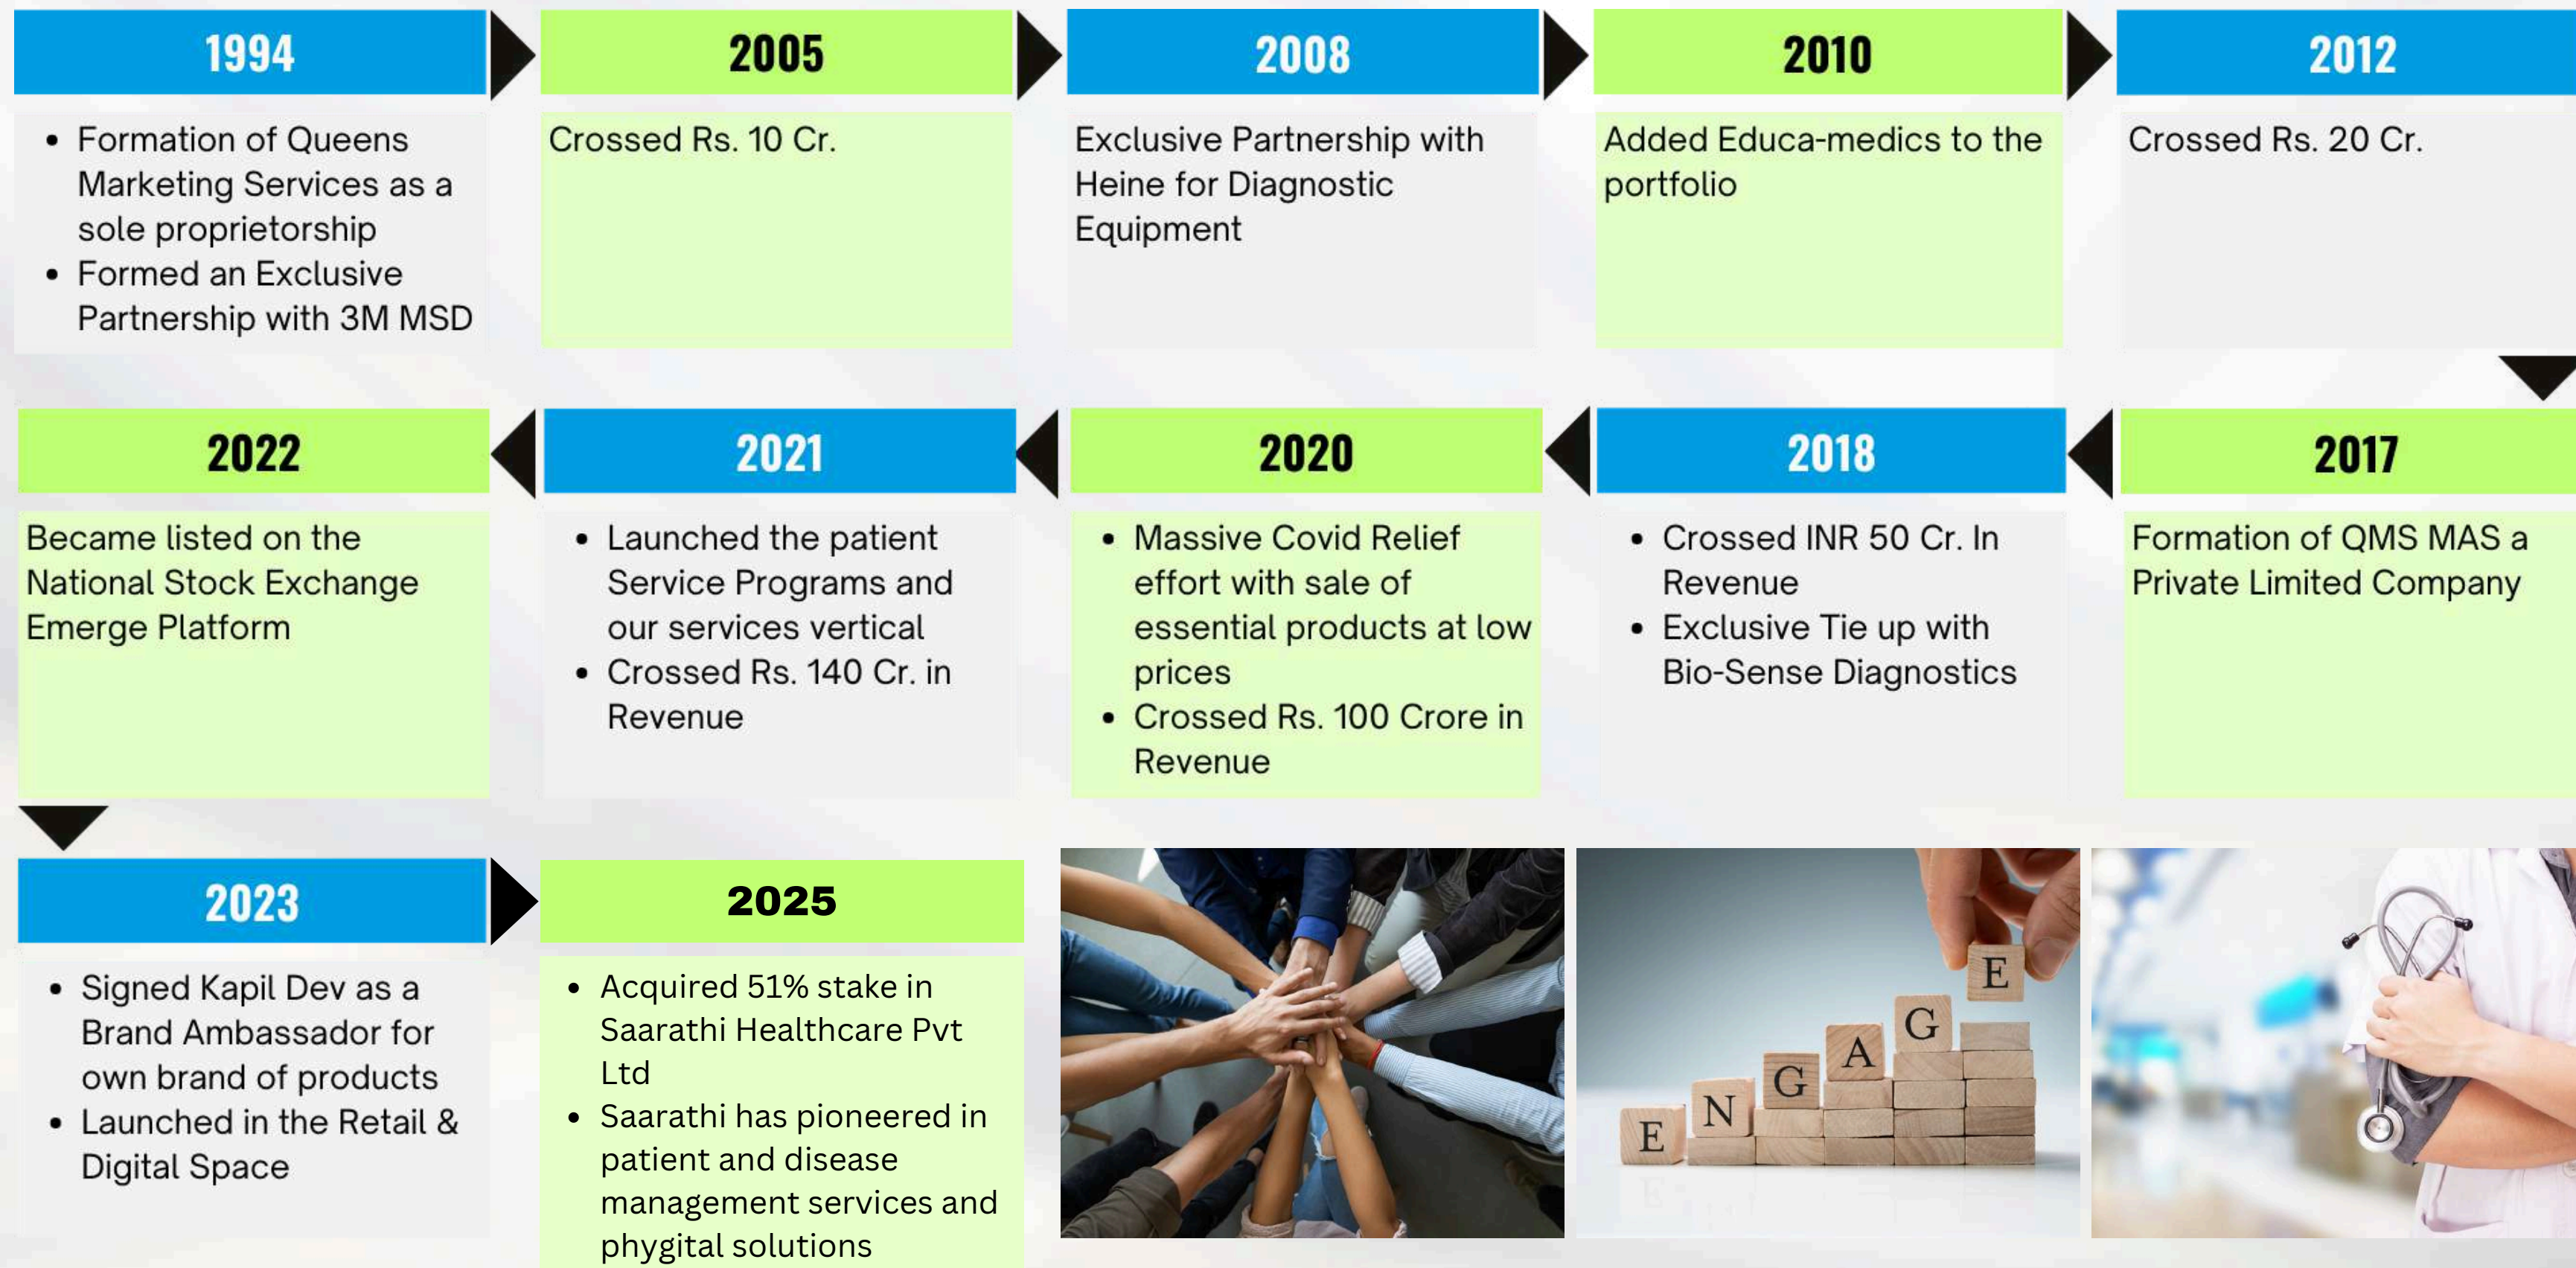 1994
Formation of Queens
Marketing Services as a
sole proprietorship
Formed an Exclusive
Partnership with 3M MSD
2005
Crossed Rs. 10 Cr.
2008
Exclusive Partnership with
Heine for Diagnostic
Equipment
2010
Added Educa-medics to the
portfolio
2012
Crossed Rs. 20 Cr.
2017
Formation of QMS MAS a
Private Limited Company
2018
Crossed INR 50 Cr. In
Revenue
Exclusive Tie up with
Bio-Sense Diagnostics
2020
Massive Covid Relief
effort with sale of
essential products at low
prices
Crossed Rs. 100 Crore in
Revenue
2021
Launched the patient
Service Programs and
our services vertical
Crossed Rs. 140 Cr. in
Revenue
2022
Became listed on the
National Stock Exchange
Emerge Platform
2023
Signed Kapil Dev as a
Brand Ambassador for
own brand of products
Launched in the Retail &
Digital Space
2025
Acquired 51% stake in
Saarathi Healthcare Pvt
Ltd
Saarathi has pioneered in
patient and disease
management services and
phygital solutions
E N G A G E